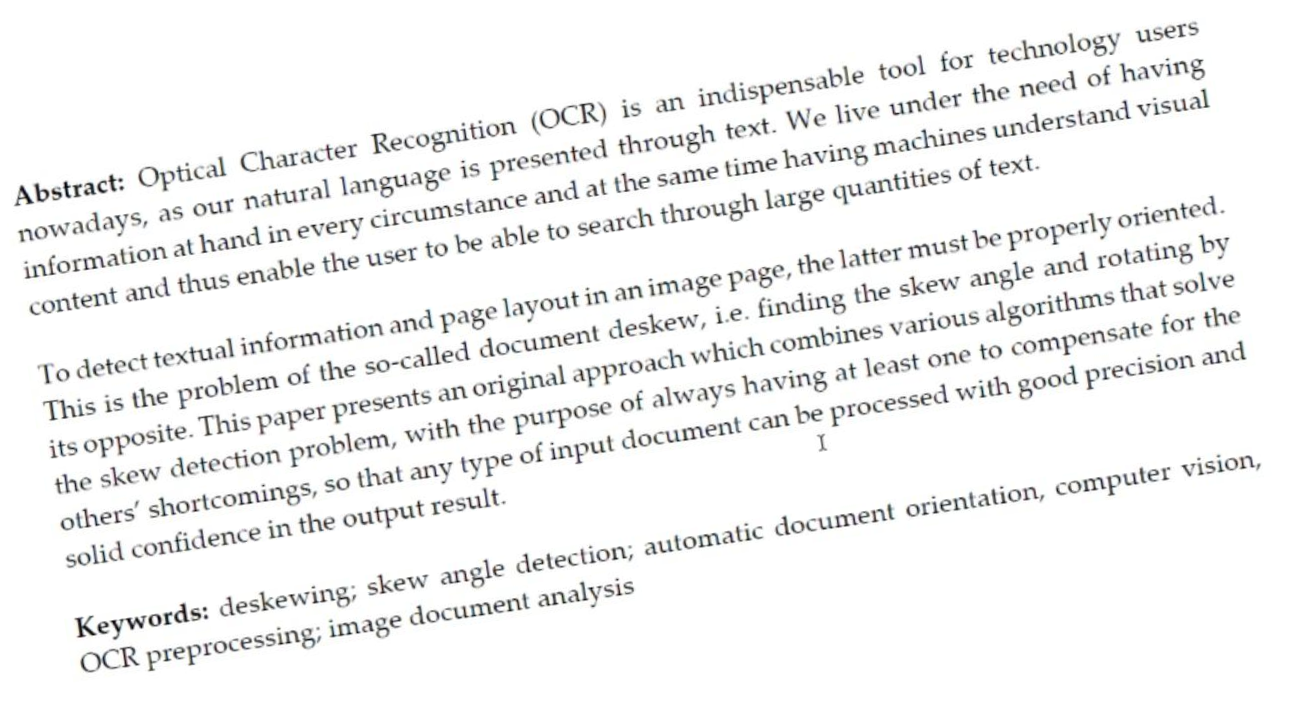 Abstract: Optical Character Recognition (OCR) is an indispensable tool for technology users
nowadays, as our natural language is presented through text. We live under the need of having
information at hand in every circumstance and at the same time having machines understand visual
content and thus enable the user to be able to search through large quantities of text.
To detect textual information and page layout in an image page, the latter must be properly oriented.
This is the problem of the so-called document deskew, i.e. finding the skew angle and rotating by
its opposite. This paper presents an original approach which combines various algorithms that solve
the skew detection problem, with the purpose of always having at least one to compensate for the
others' shortcomings, so that any type of input document can be processed with good precision and
solid confidence in the output result.
Keywords: deskewing; skew angle detection; automatic document orientation, computer vision,
OCR preprocessing; image document analysis